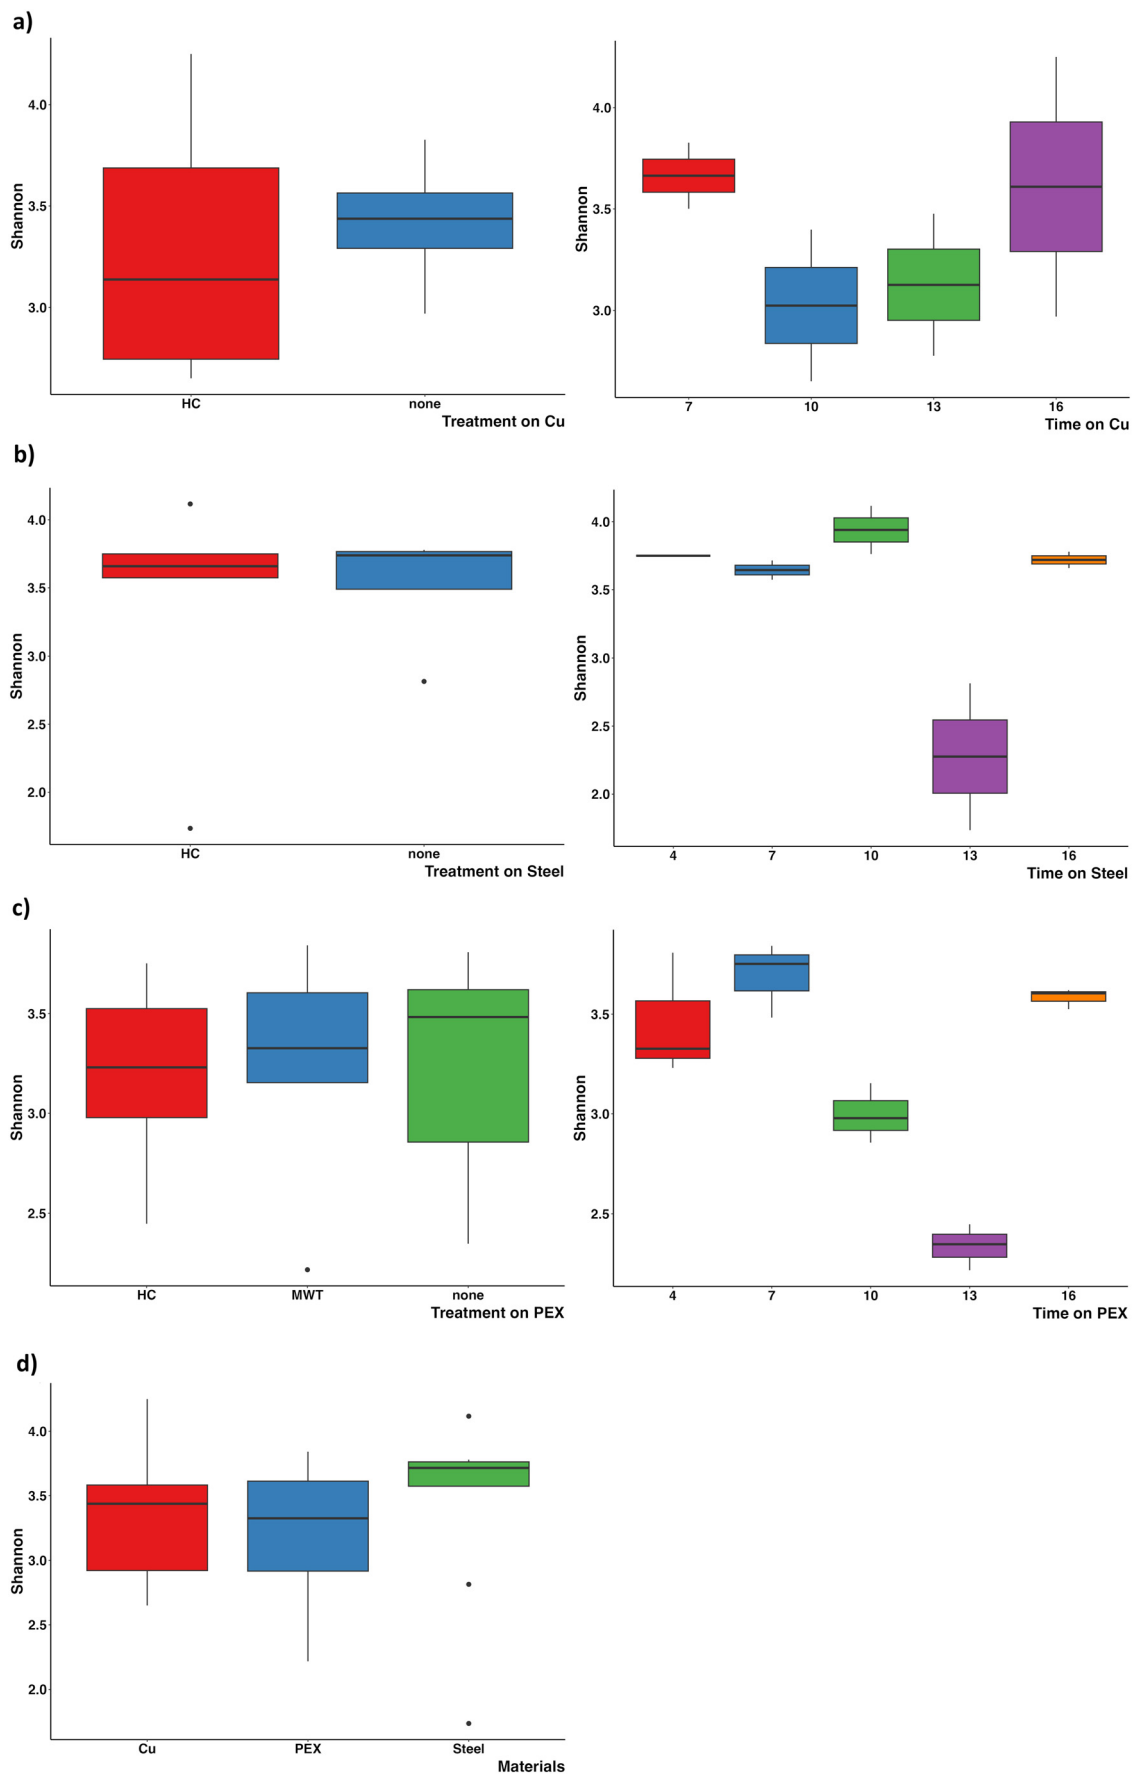 a)
4.0
3.5
3.0
Shannon
HC none
Treatment on Cu
4.0
3.5
3.0
Shannon
7 10 13 16
Time on Cu
b)
4.0
3.5
3.0
2.5
2.0
Shannon
HC none
Treatment on Steel
4.0
3.5
3.0
2.5
2.0
Shannon
4 7 10 13 16
Time on Steel
c)
3.5
3.0
2.5
Shannon
HC MWT none
Treatment on PEX
3.5
3.0
2.5
Shannon
4 7 10 13 16
Time on PEX
d)
4.0
3.5
3.0
2.5
2.0
Shannon
Cu PEX Steel
Materials